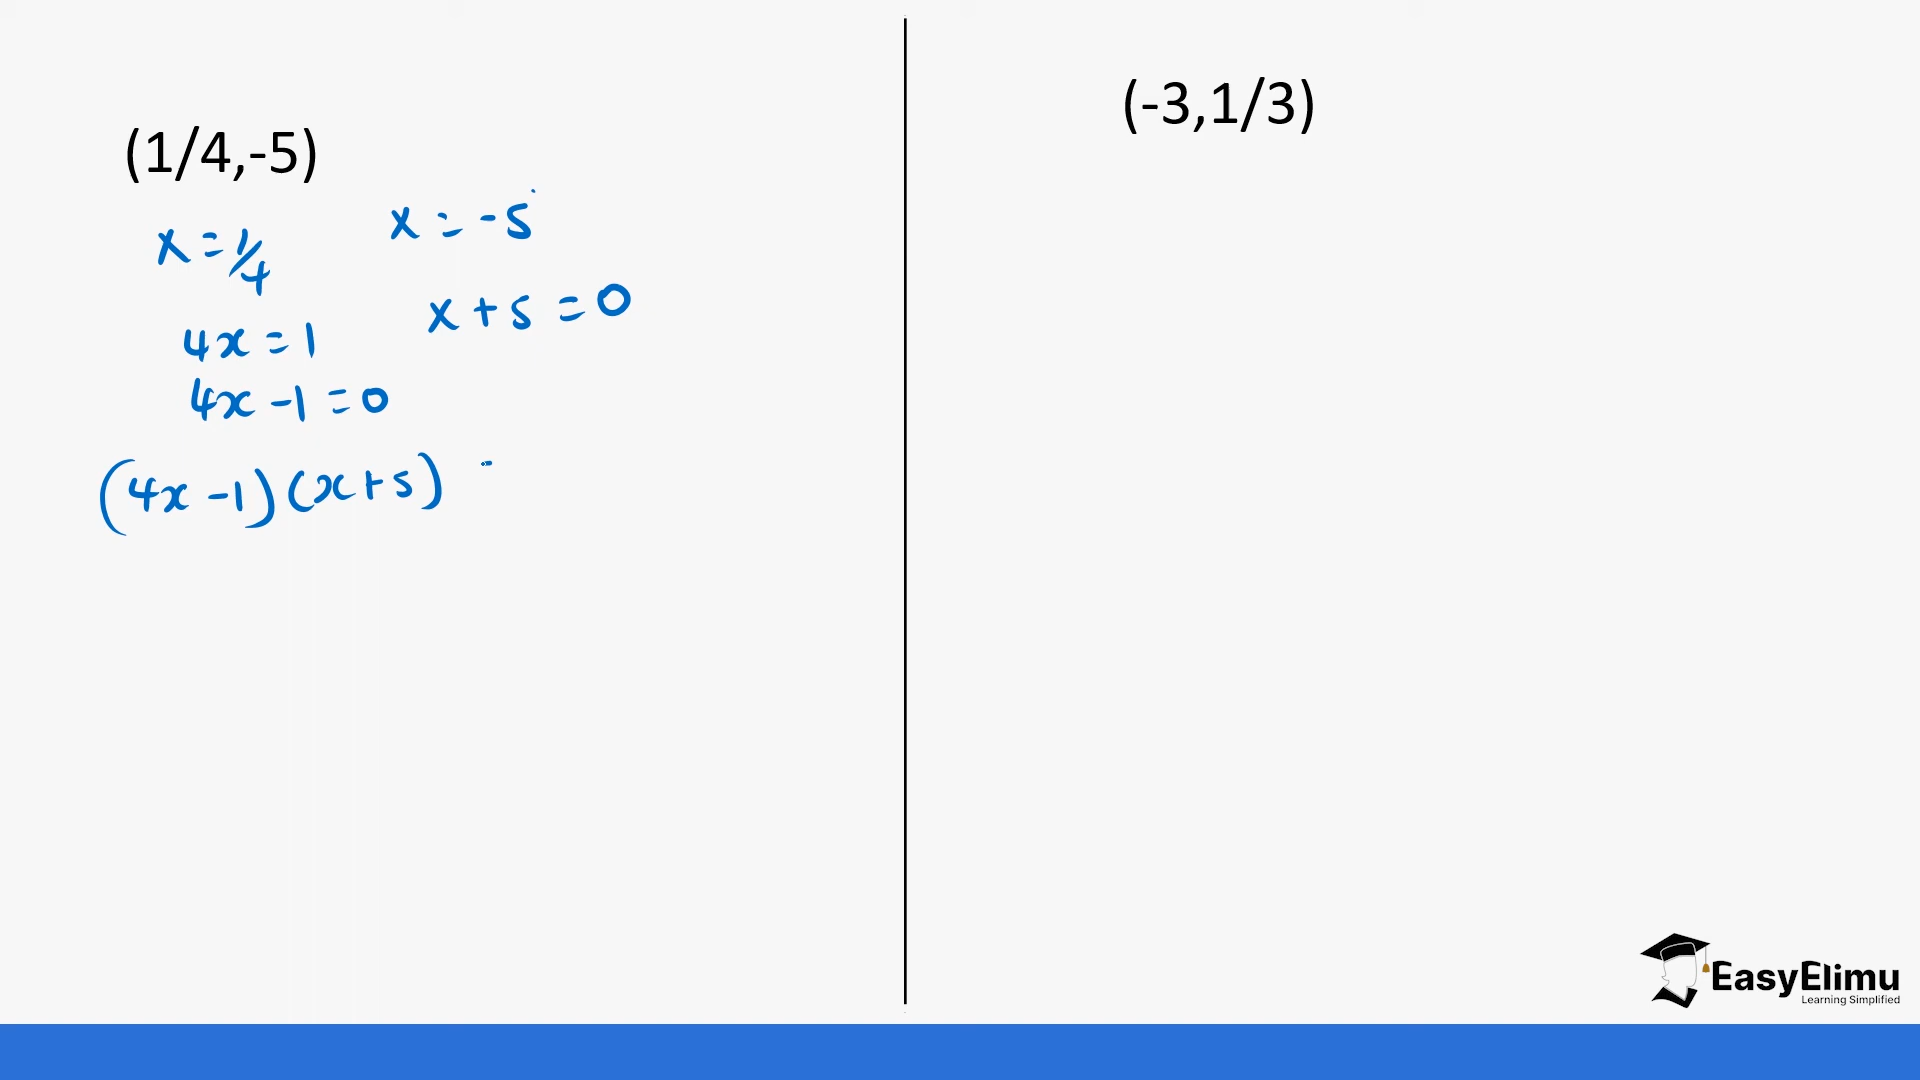 (1/4,-5)
x = 1/4
x = -5
4x = 1
x + 5 = 0
4x - 1 = 0
(4x - 1)(x + 5) =
(-3,1/3)
EasyElimu
Learning Simplified